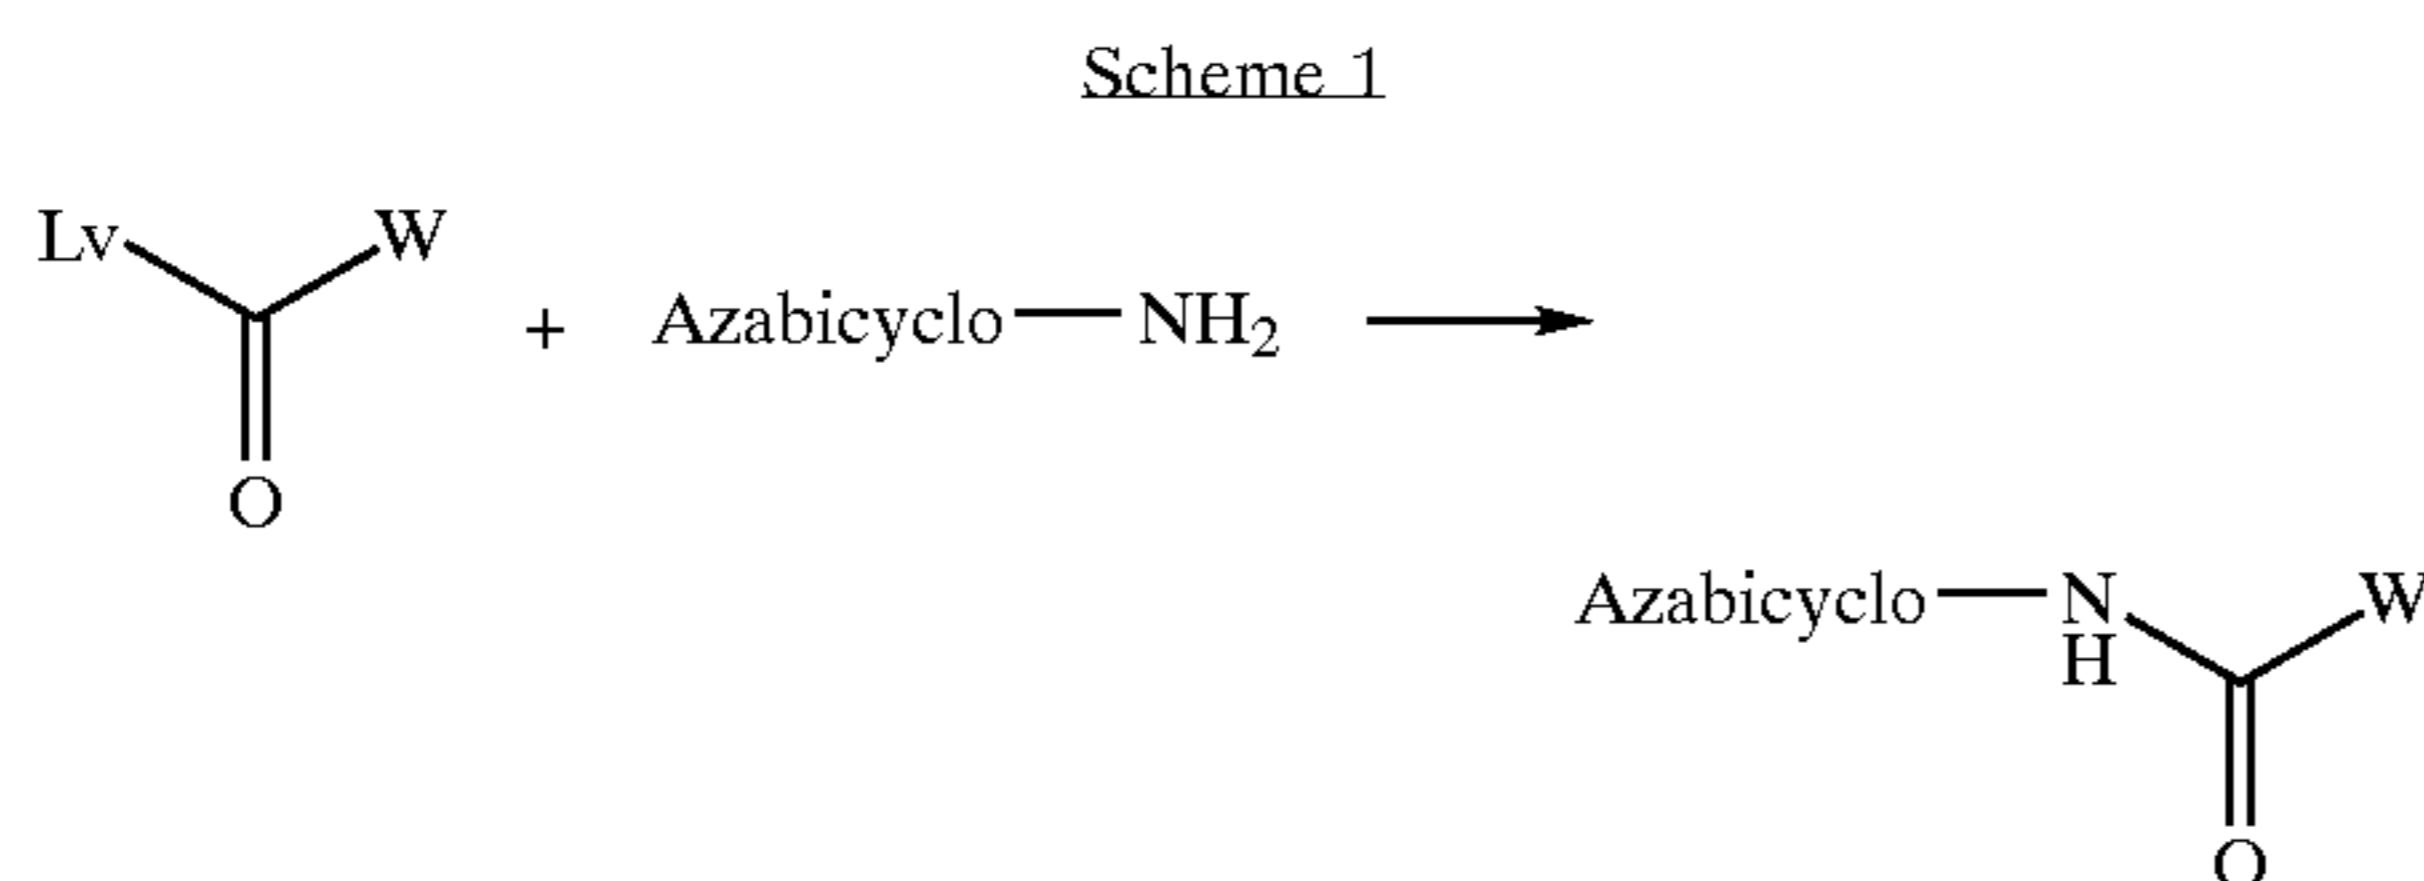 Scheme 1
Lv W
+ Azabicyclo NH2
O
Azabicyclo N W
H
O